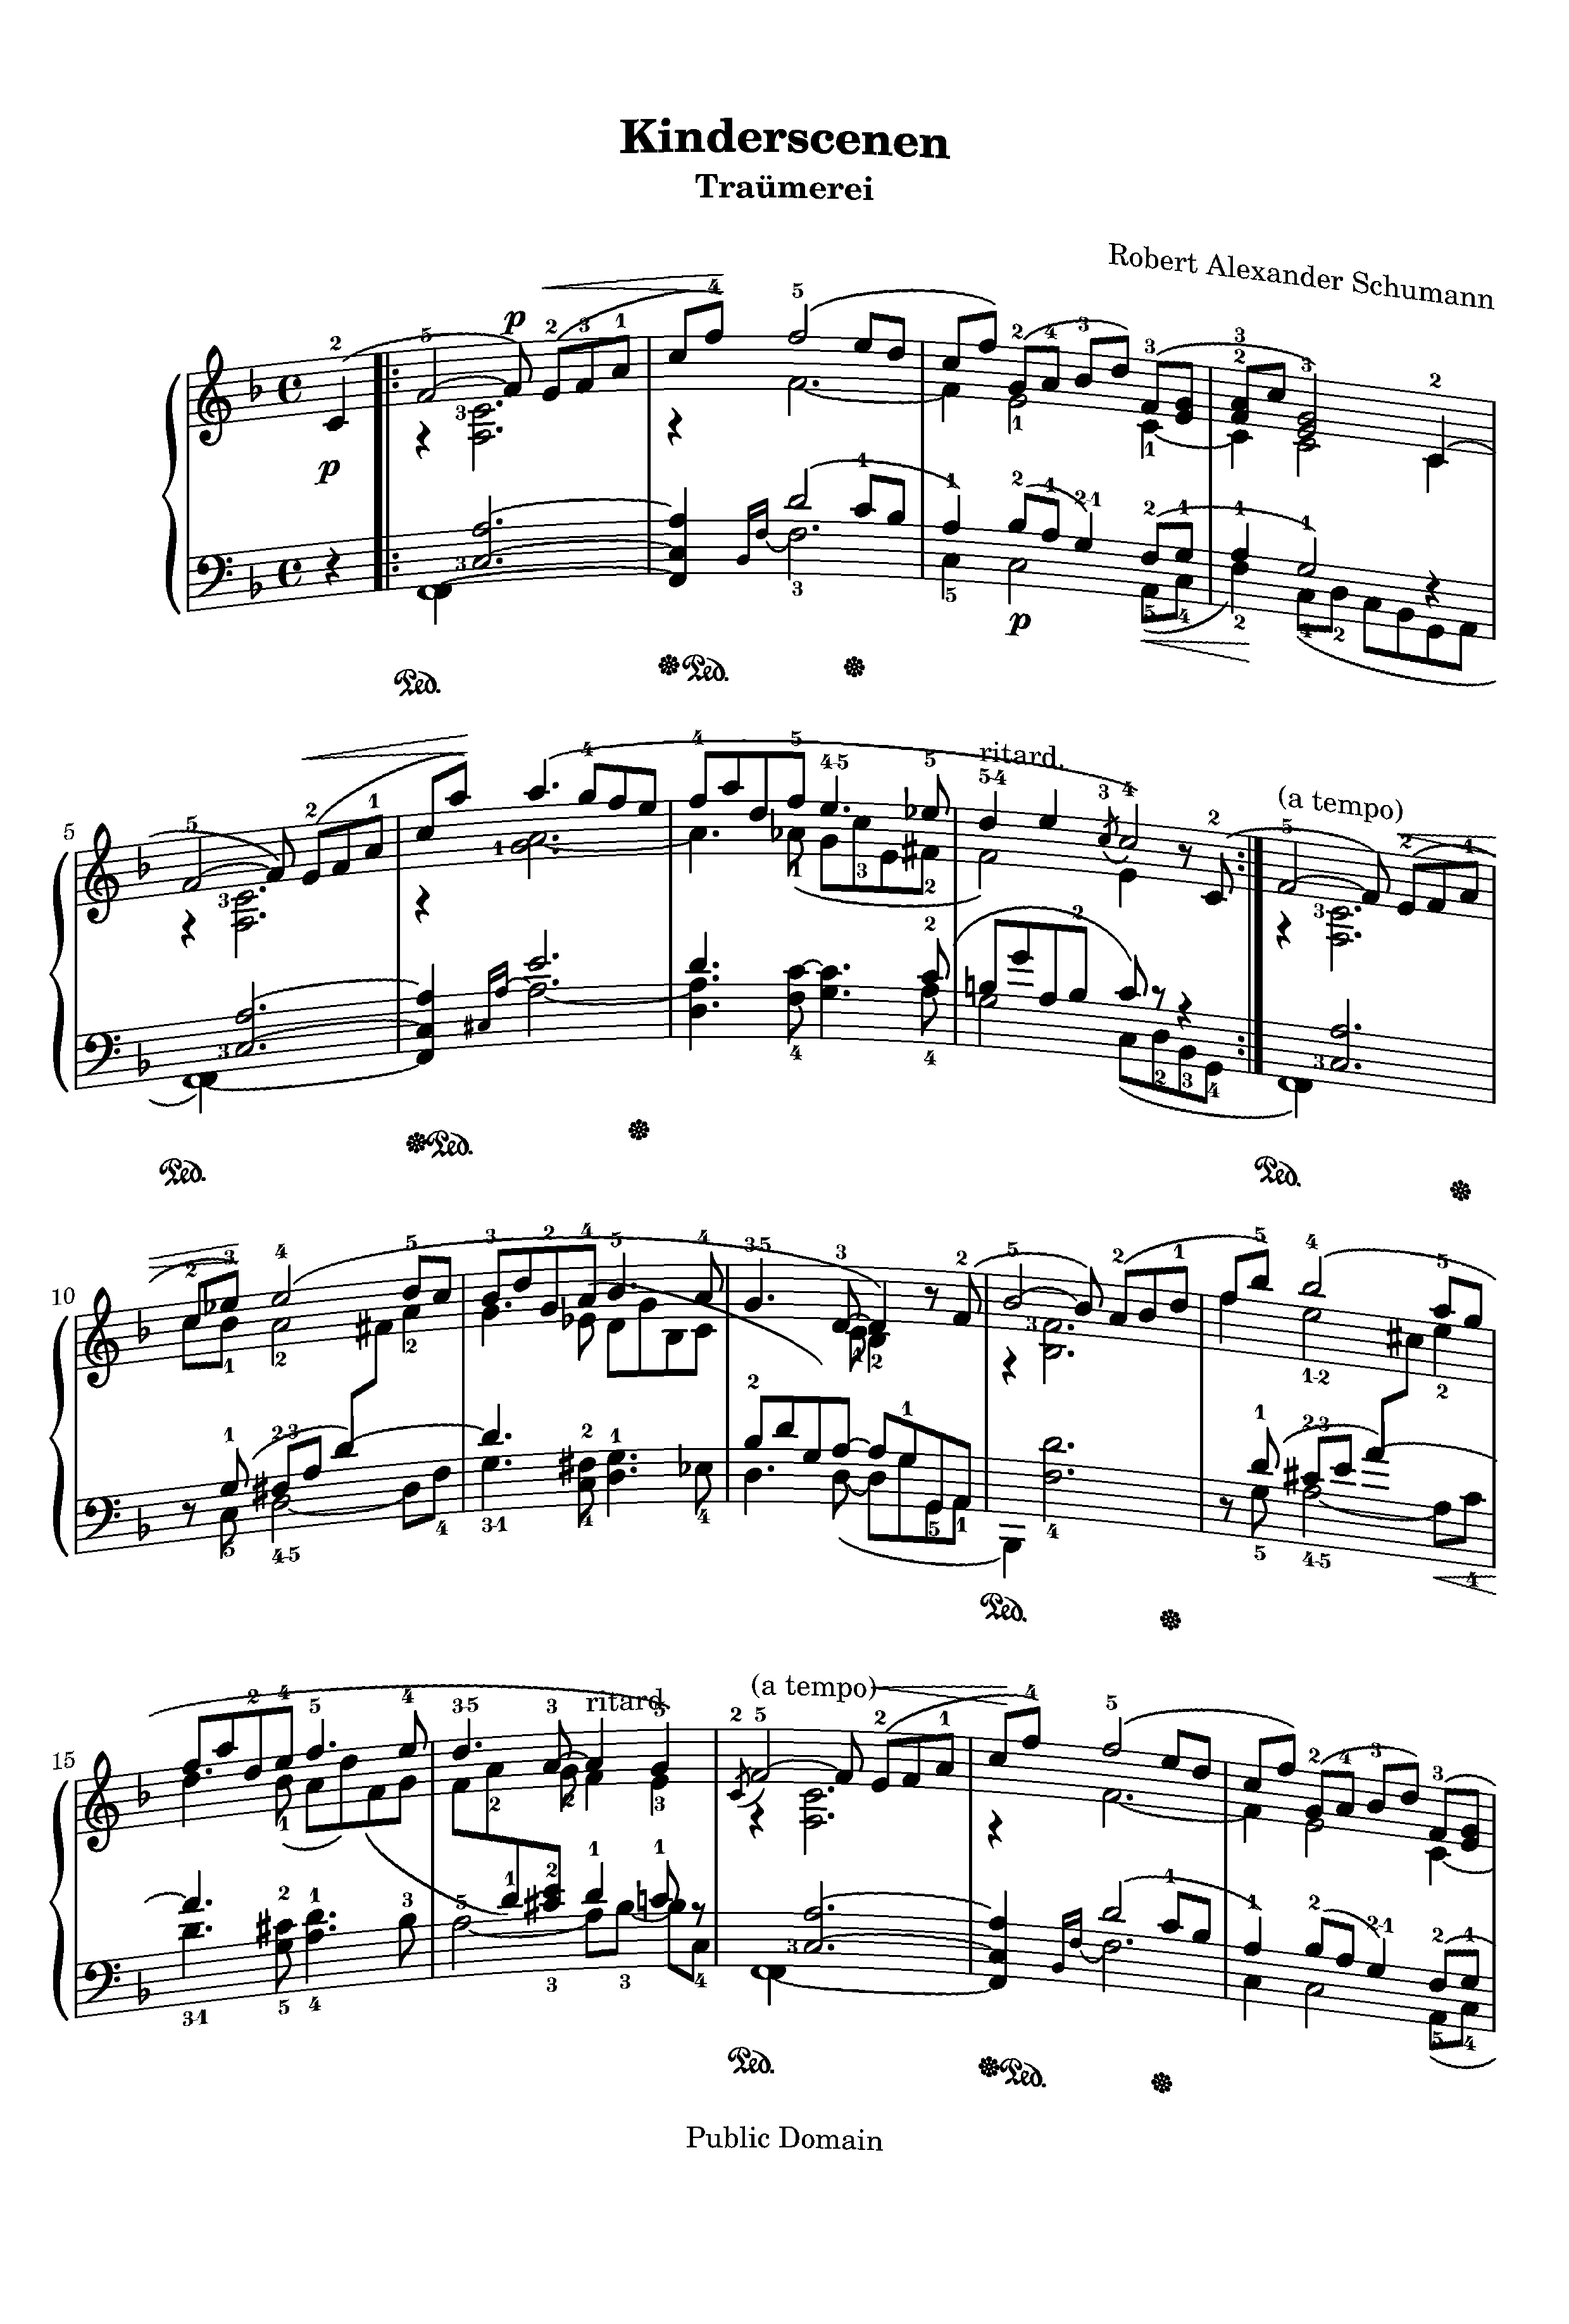 Kinderscenen
Traümerei
Robert Alexander Schumann
ritard.
(a tempo)
5
10
ritard.
(a tempo)
15
Public Domain